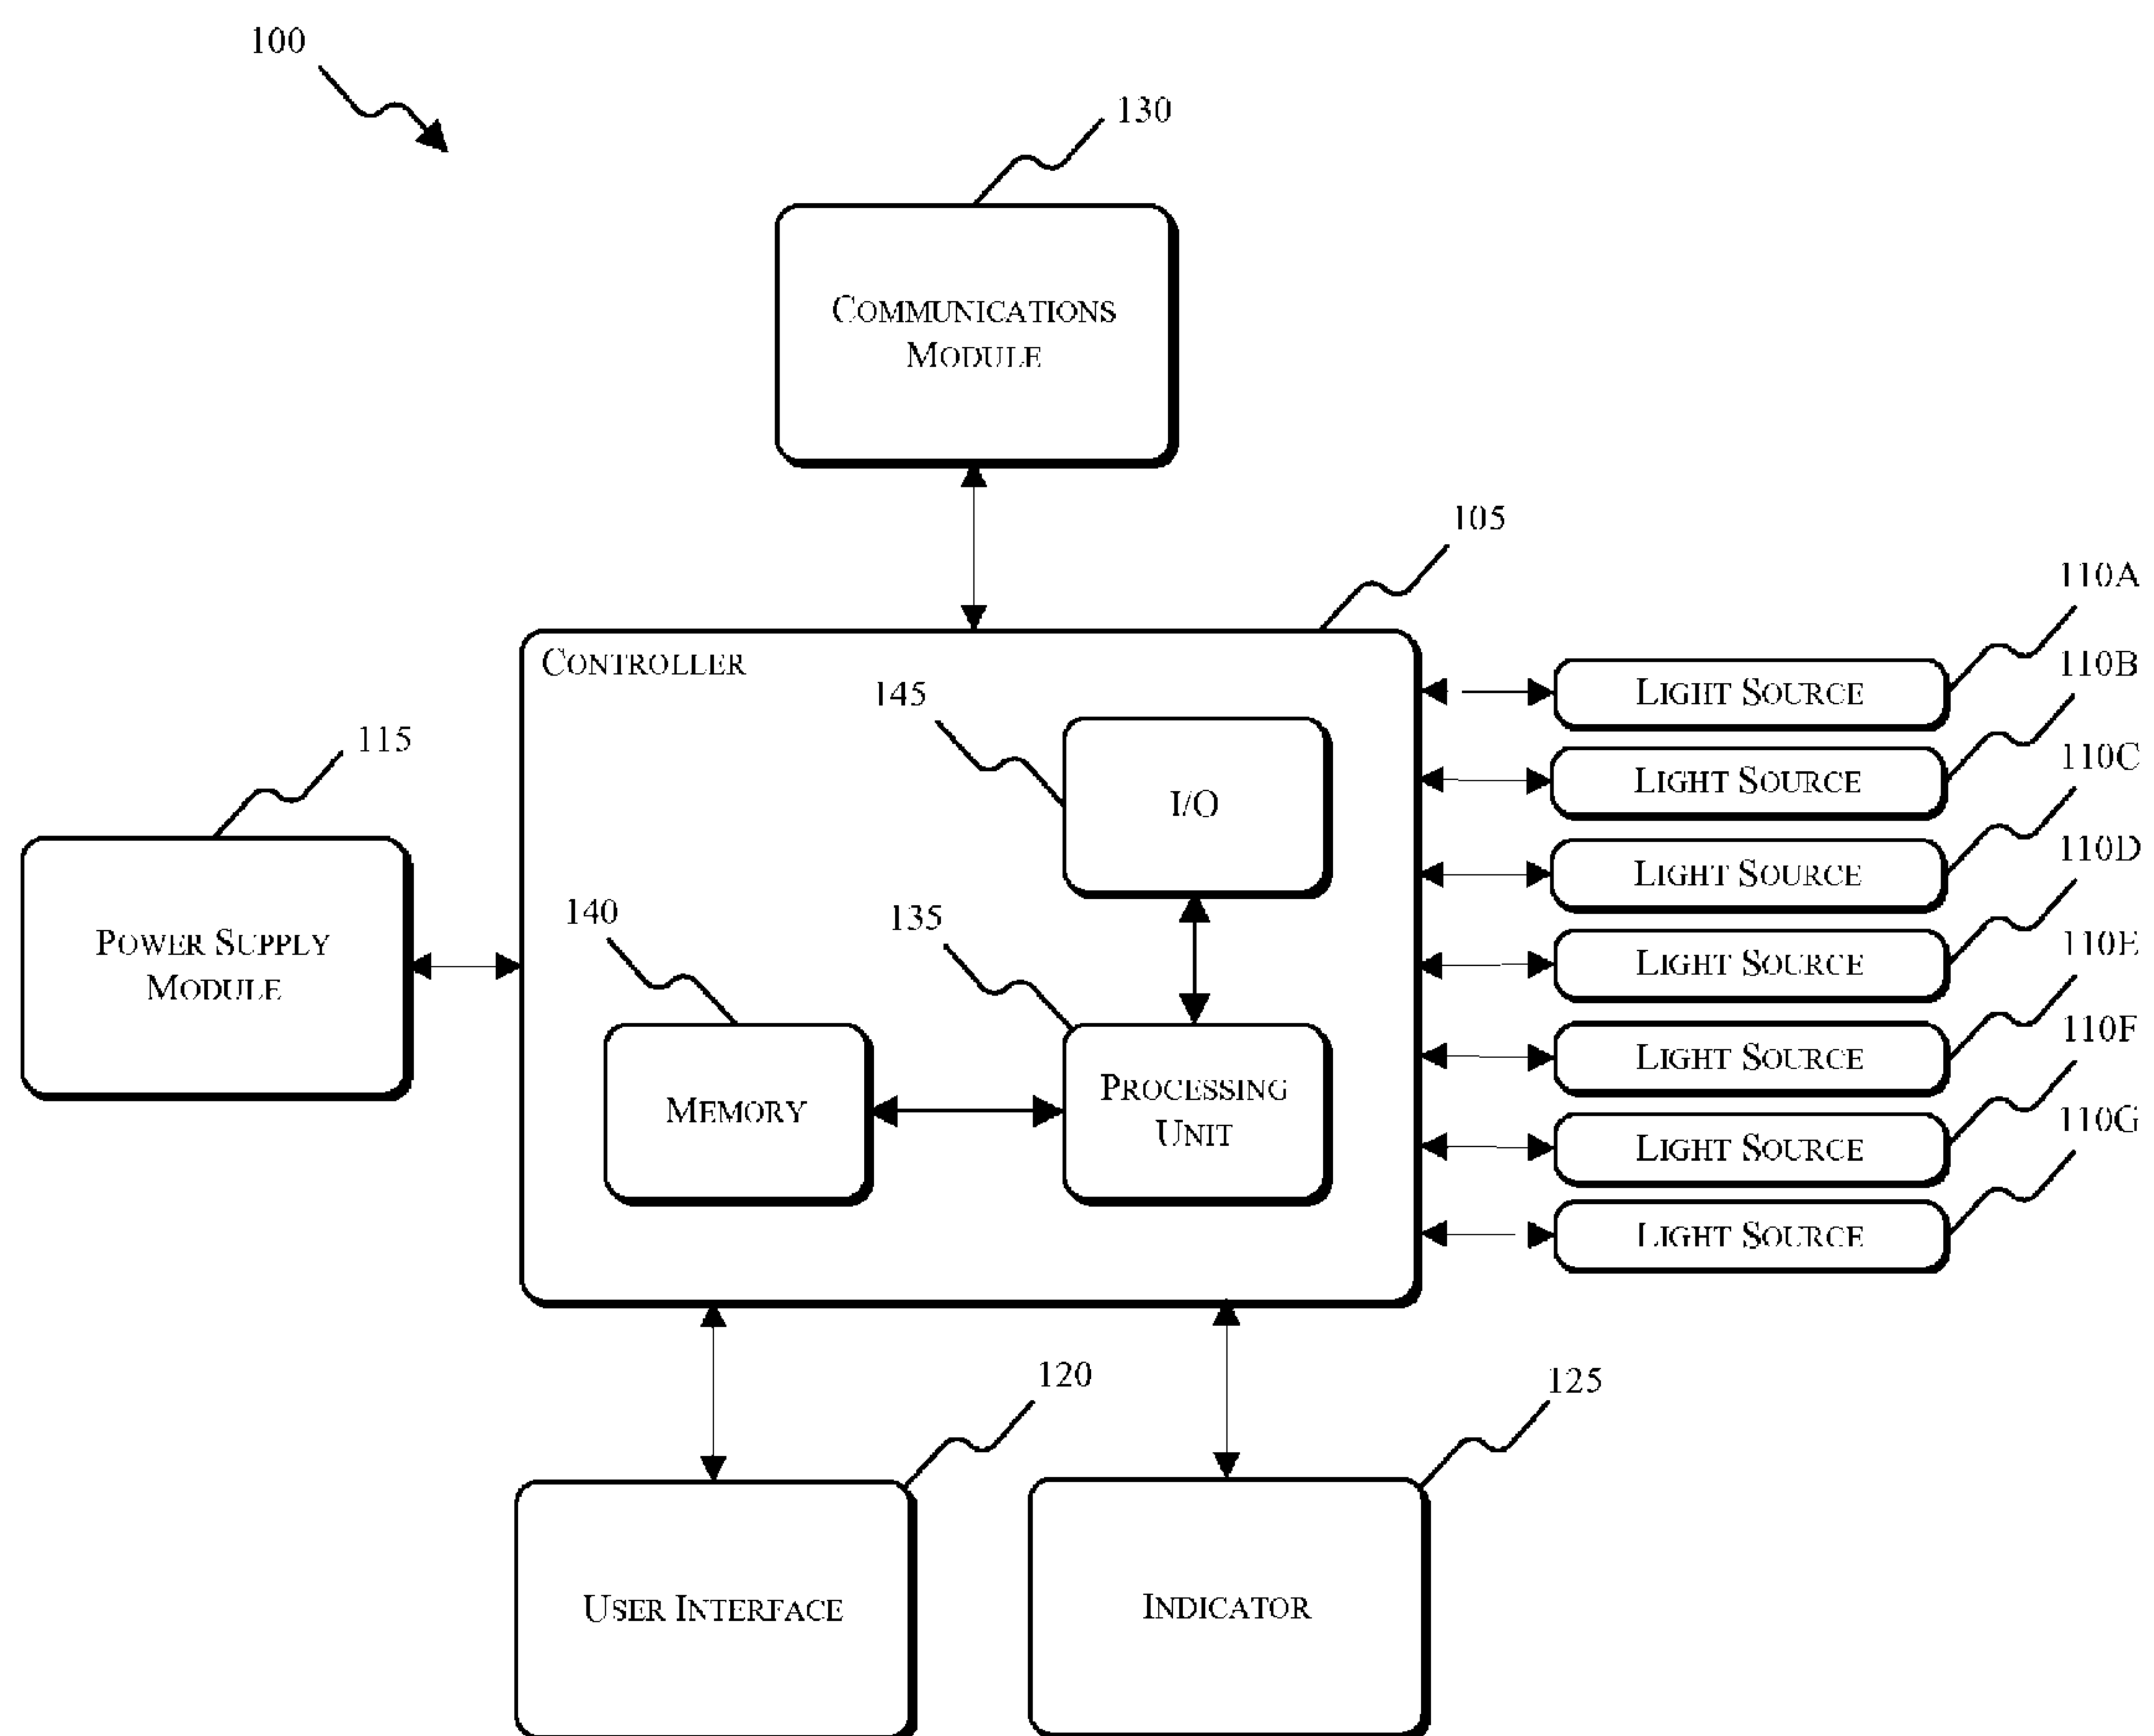 100
130
COMMUNICATIONS
MODULE
105
110A
CONTROLLER
110B
LIGHT SOURCE
145
115
110C
LIGHT SOURCE
I/O
110D
LIGHT SOURCE
140
135
110E
POWER SUPPLY
MODULE
LIGHT SOURCE
110F
LIGHT SOURCE
MEMORY
PROCESSING
UNIT
110G
LIGHT SOURCE
LIGHT SOURCE
120
125
USER INTERFACE
INDICATOR